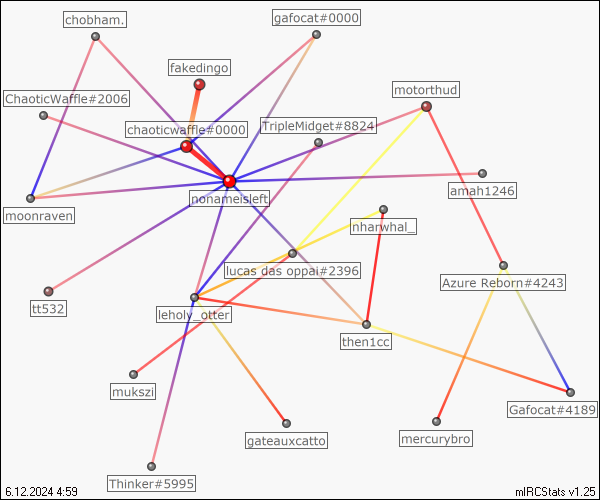 chobham.
gafocat#0000
fakedingo
motorthud
ChaoticWaffle#2006
chaoticwaffle#0000
TripleMidget#8824
amah1246
nonameisleft
moonraven
nharwhal_
lucas das oppai#2396
Azure Reborn#4243
tt532
leholy_otter
then1cc
mukszi
Gafocat#4189
gateauxcatto
mercurybro
Thinker#5995
6.12.2024 4:59
mIRCStats v1.25